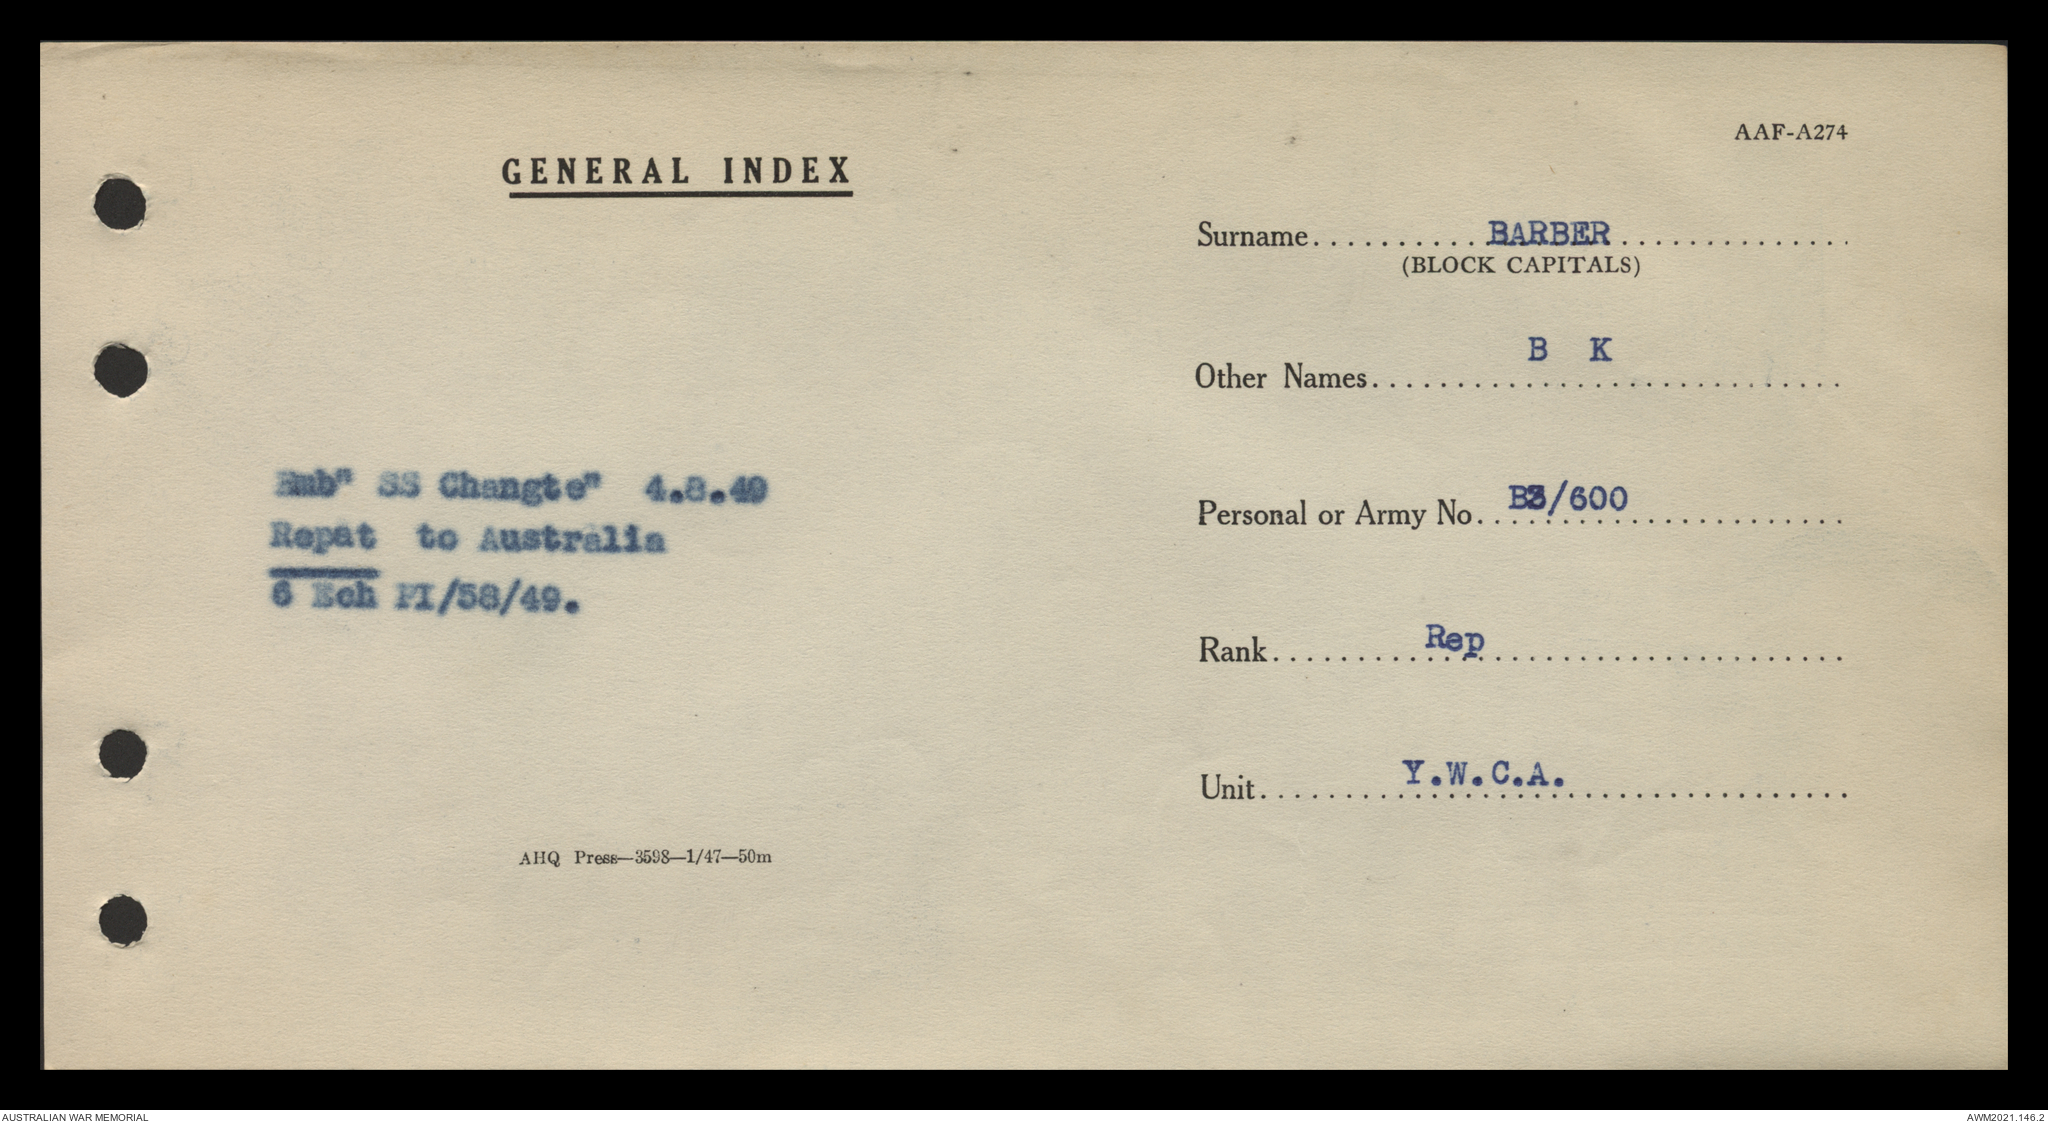 AAF-A274
GENERAL INDEX
Surname BARBER
(BLOCK CAPITALS)
Other Names B K
Personal or Army No. /600
Rank Rep
Unit Y.W.C.A.
Emb" SS Changte" 4.8.49
Repat to Australia
6 Ech PI/58/49.
AHQ Press—3598—1/47—50m
AUSTRALIAN WAR MEMORIAL
AWM2021.146.2